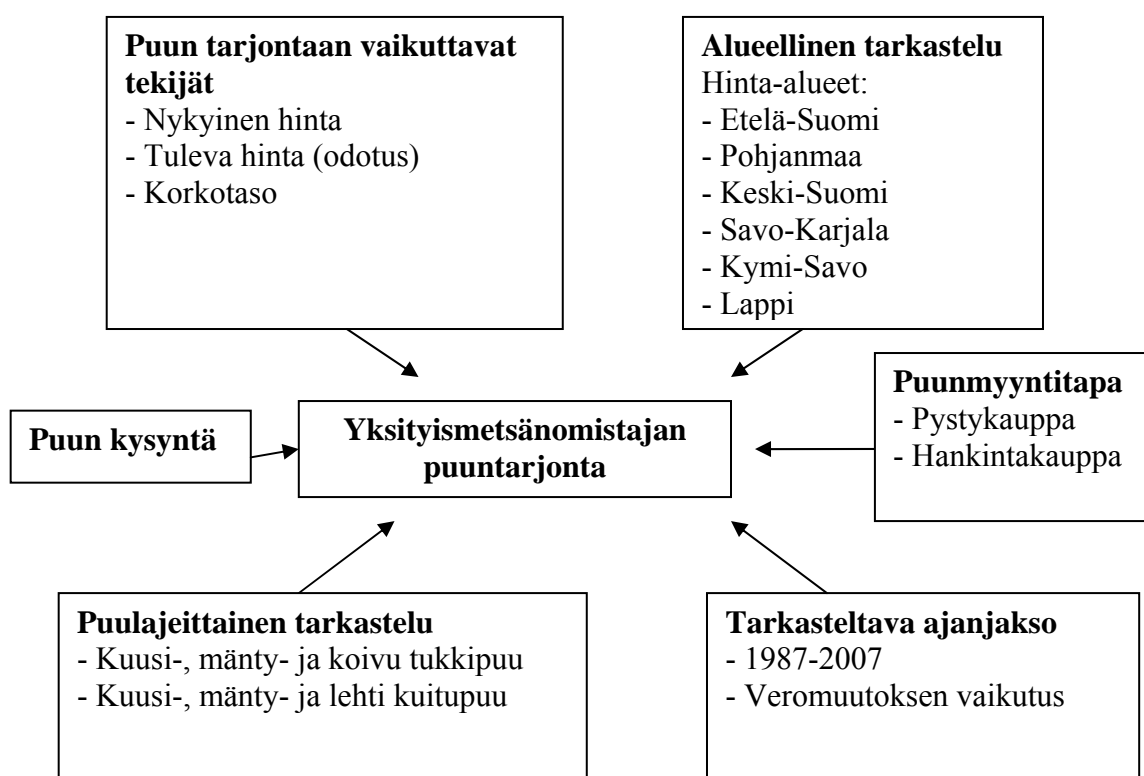 Puun tarjontaan vaikuttavat
tekijät
- Nykyinen hinta
- Tuleva hinta (odotus)
- Korkotaso
Alueellinen tarkastelu
Hinta-alueet:
- Etelä-Suomi
- Pohjanmaa
- Keski-Suomi
- Savo-Karjala
- Kymi-Savo
- Lappi
Puun kysyntä
Yksityismetsänomistajan
puuntarjonta
Puunmyyntitapa
- Pystykauppa
- Hankintakauppa
Puulajeittainen tarkastelu
- Kuusi-, mänty- ja koivu tukkipuu
- Kuusi-, mänty- ja lehti kuitupuu
Tarkasteltava ajanjakso
- 1987-2007
- Veromuutoksen vaikutus